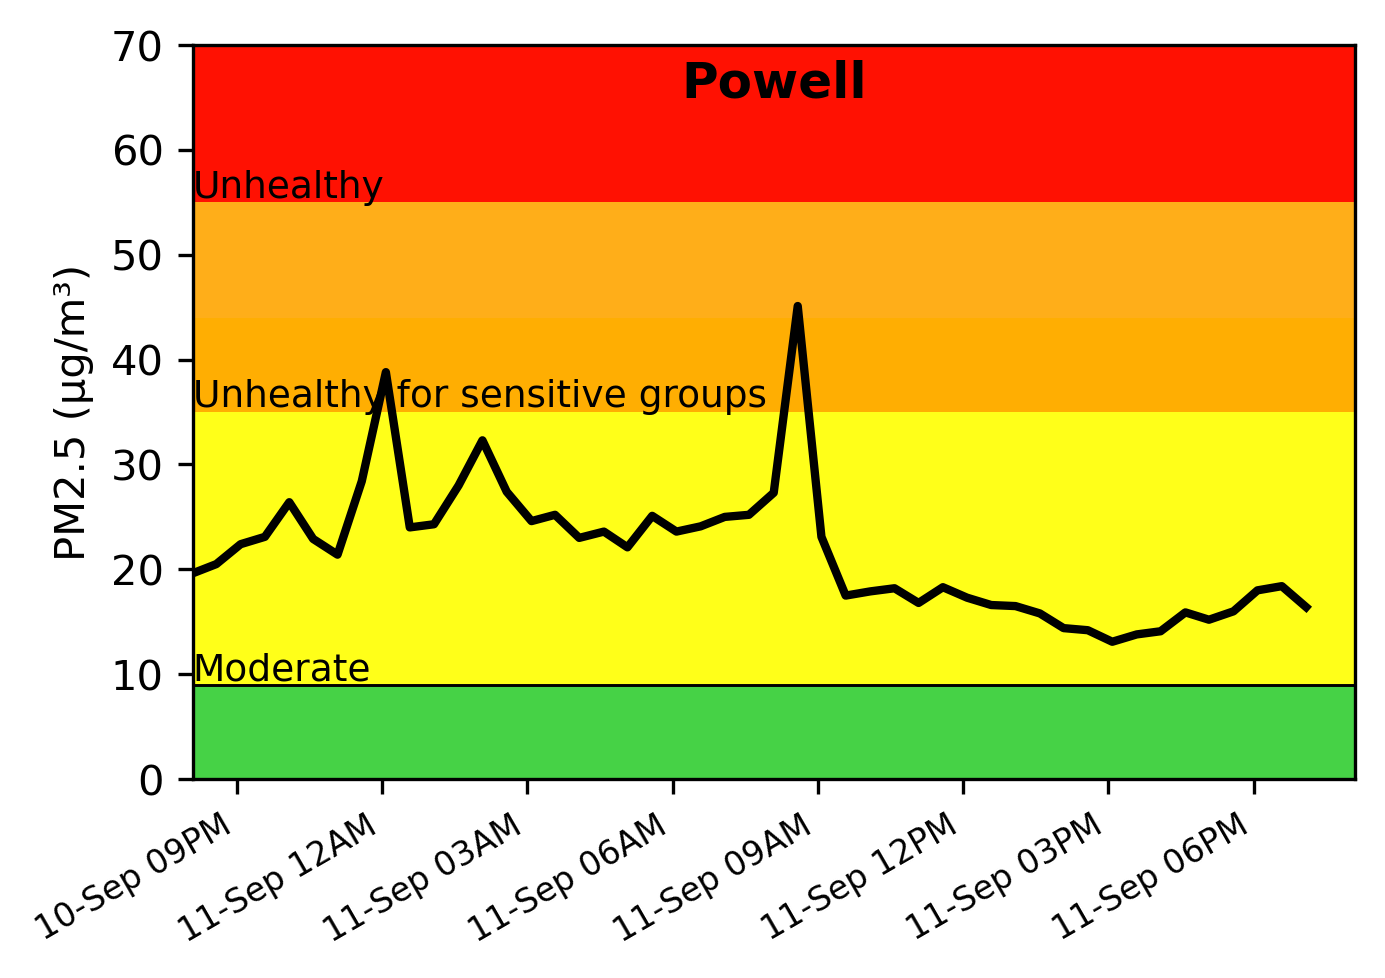 Powell
70
60
50
40
30
20
10
0
PM2.5 (µg/m³)
Unhealthy
Unhealthy for sensitive groups
Moderate
10-Sep 09PM
11-Sep 12AM
11-Sep 03AM
11-Sep 06AM
11-Sep 09AM
11-Sep 12PM
11-Sep 03PM
11-Sep 06PM